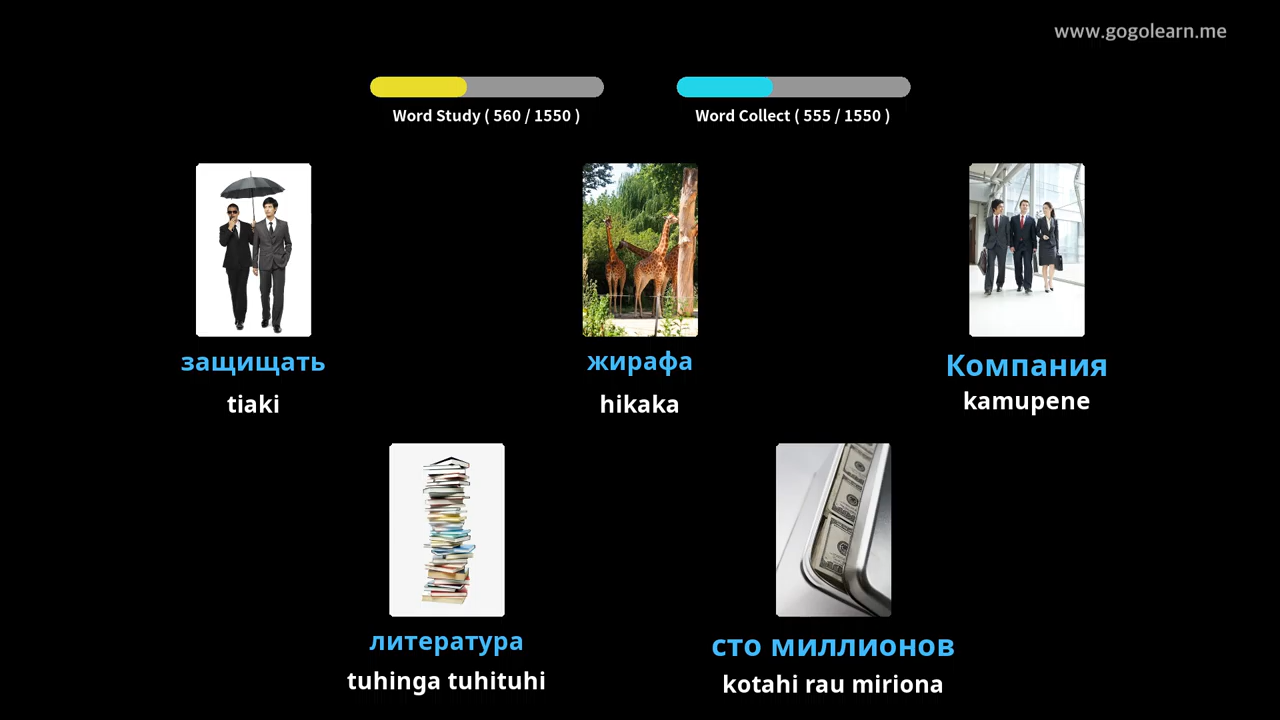 www.gogolearn.me
Word Study ( 560 / 1550 )
Word Collect ( 555 / 1550 )
защищать
tiaki
жирафа
hikaka
Компания
kamupene
литература
tuhinga tuhituhi
сто миллионов
kotahi rau miriona